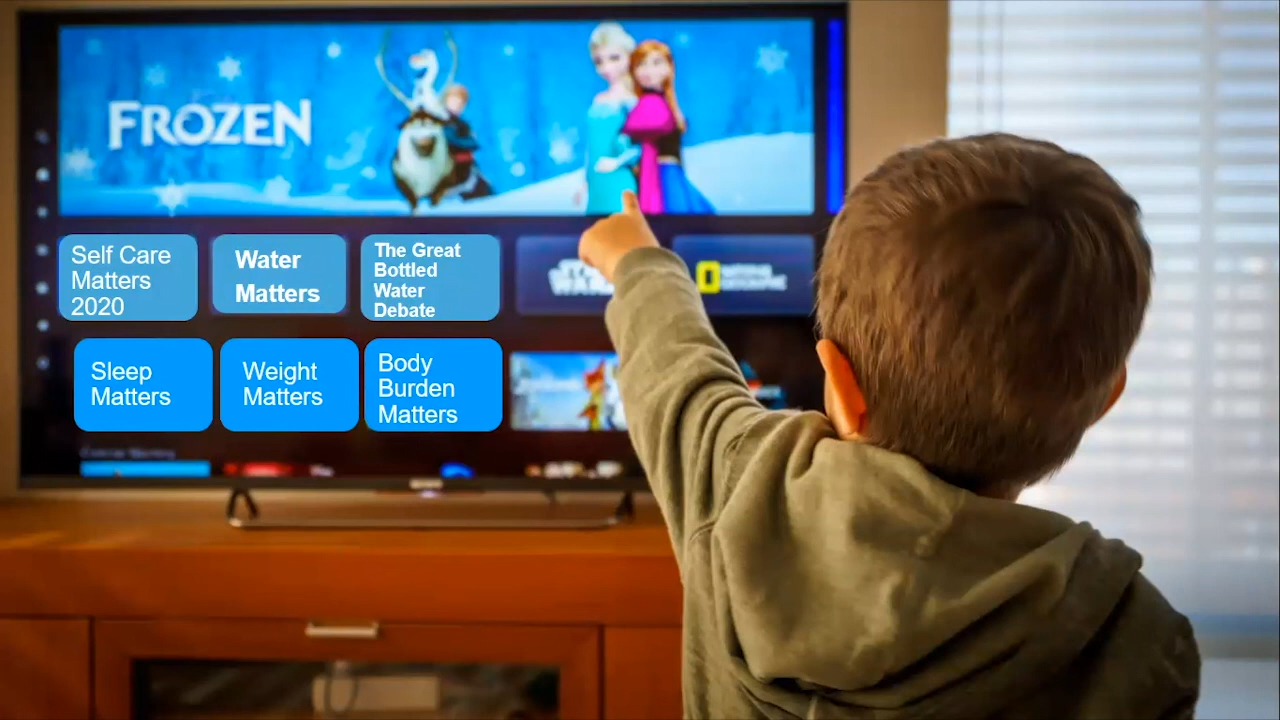 FROZEN
Self Care
Matters
2020
Water
Matters
The Great
Bottled
Water
Debate
STAR
WARS
NATIONAL
GEOGRAPHIC
Sleep
Matters
Weight
Matters
Body
Burden
Matters